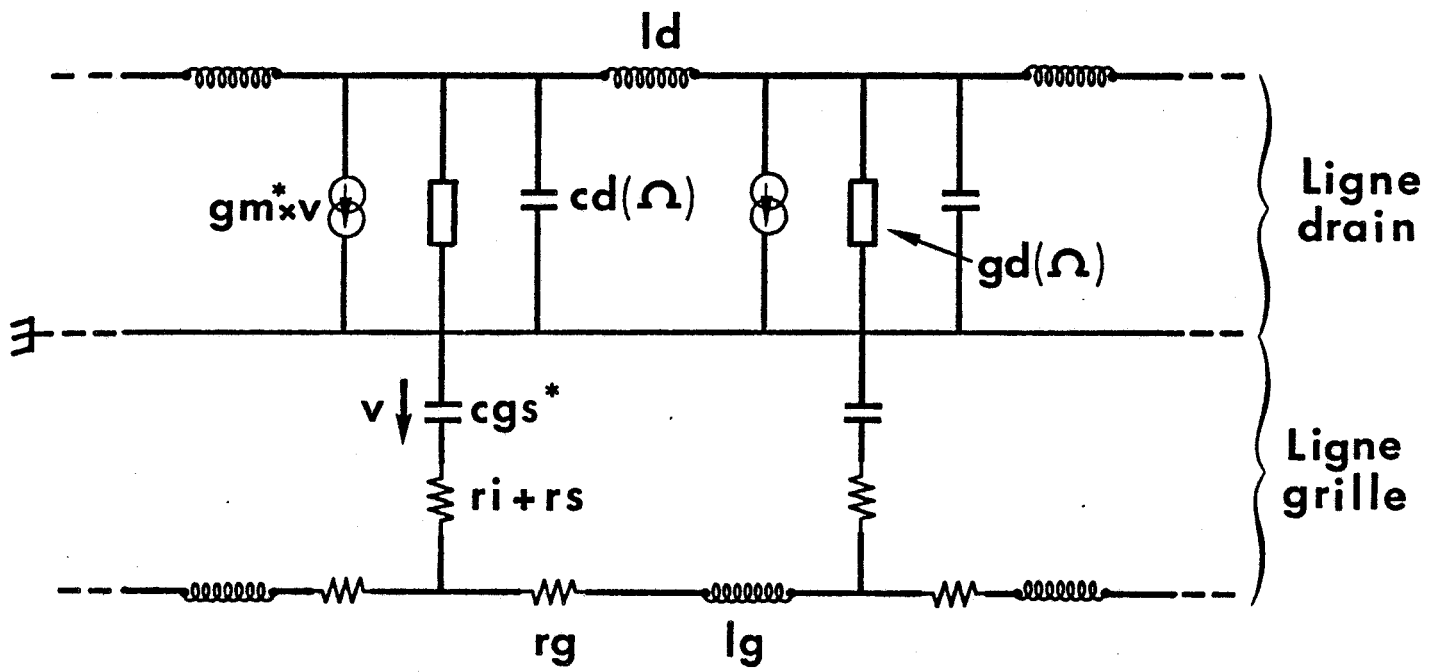 ld
gm*×v
cd(Ω)
gd(Ω)
Ligne
drain
v
cgs*
ri+rs
Ligne
grille
rg
lg